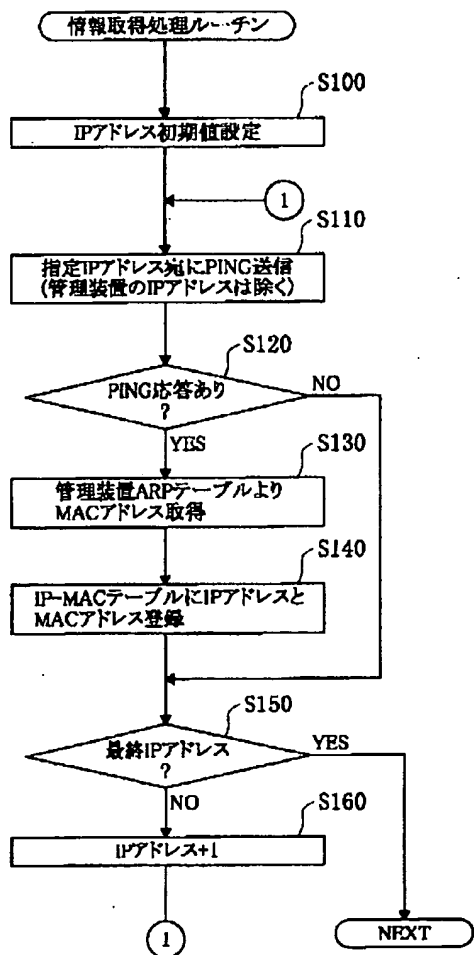 情報取得処理ルーチン
S100
IPアドレス初期値設定
1
S110
指定IPアドレス宛にPING送信
(管理装置のIPアドレスは除く)
S120
PING応答あり
?
NO
YES
S130
管理装置ARPテーブルより
MACアドレス取得
S140
IP-MACテーブルにIPアドレスと
MACアドレス登録
S150
最終IPアドレス
?
YES
NO
S160
IPアドレス+1
1
NEXT